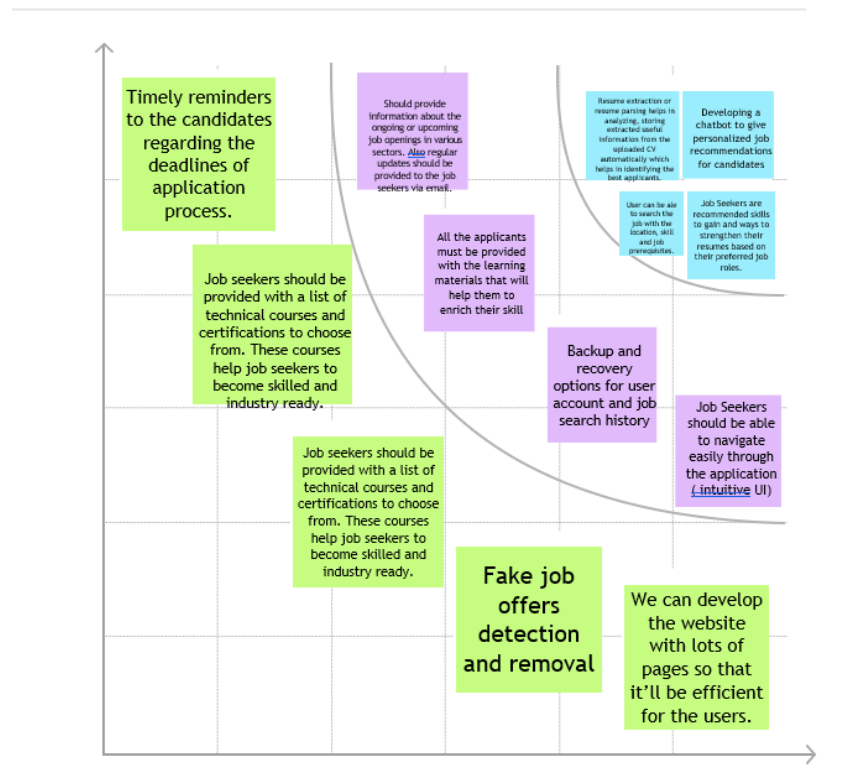 Timely reminders
to the candidates
regarding the
deadlines of
application
process.
Should provide
information about the
ongoing or upcoming
job openings in various
sectors. Also regular
updates should be
provided to the job
seekers via email.
Resume extraction or
resume parsing helps in
analyzing, storing
extracted useful
information from the
uploaded CV
automatically which
helps in identifying the
best applicants.
Developing a
chatbot to give
personalized job
recommendations
for candidates
User can be ale
to search the
job with the
location, skill
and job
prerequisites.
Job Seekers are
recommended skills
to gain and ways to
strengthen their
resumes based on
their preferred job
roles.
All the applicants
must be provided
with the learning
materials that will
help them to
enrich their skill
Job seekers should be
provided with a list of
technical courses and
certifications to choose
from. These courses
help job seekers to
become skilled and
industry ready.
Backup and
recovery
options for user
account and job
search history
Job Seekers
should be able
to navigate
easily through
the application
( intuitive UI)
Job seekers should be
provided with a list of
technical courses and
certifications to choose
from. These courses
help job seekers to
become skilled and
industry ready.
Fake job
offers
detection
and removal
We can develop
the website
with lots of
pages so that
it'll be efficient
for the users.